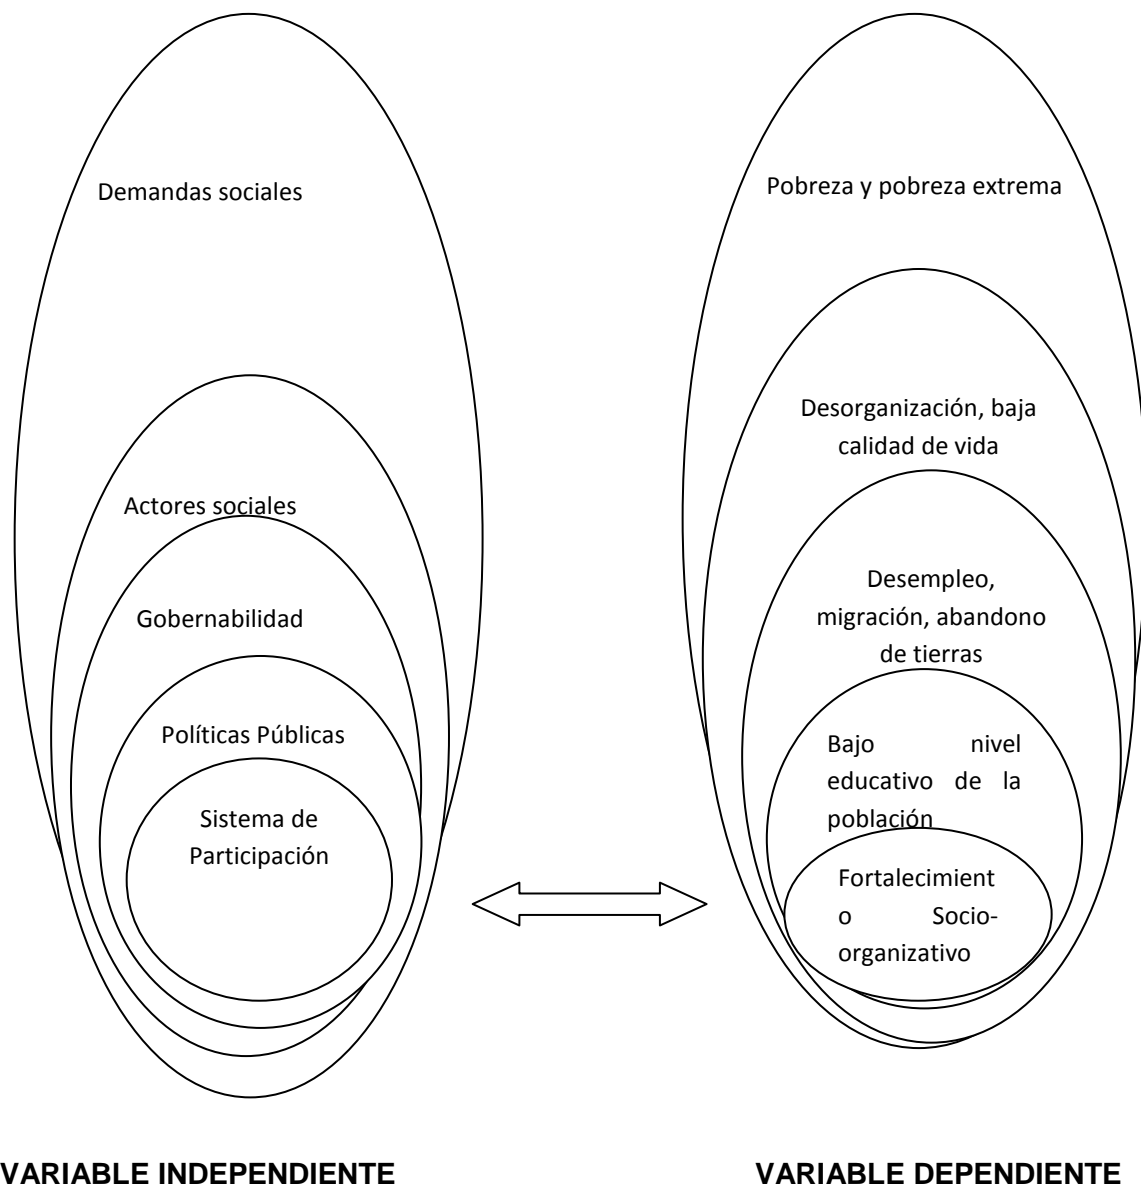 Demandas sociales
Actores sociales
Gobernabilidad
Políticas Públicas
Sistema de
Participación
VARIABLE INDEPENDIENTE
Pobreza y pobreza extrema
Desorganización, baja
calidad de vida
Desempleo,
migración, abandono
de tierras
Bajo nivel
educativo de la
población
Fortalecimient
o Socio-
organizativo
VARIABLE DEPENDIENTE